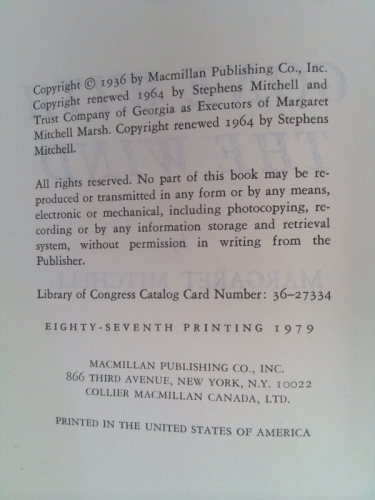 Copyright © 1936 by Macmillan Publishing Co., Inc.
Copyright renewed 1964 by Stephens Mitchell and
Trust Company of Georgia as Executors of Margaret
Mitchell Marsh. Copyright renewed 1964 by Stephens
Mitchell.
All rights reserved. No part of this book may be re-
produced or transmitted in any form or by any means,
electronic or mechanical, including photocopying, re-
cording or by any information storage and retrieval
system, without permission in writing from the
Publisher.
Library of Congress Catalog Card Number: 36-27334
EIGHTY-SEVENTH PRINTING 1979
MACMILLAN PUBLISHING CO., INC.
866 THIRD AVENUE, NEW YORK, N.Y. 10022
COLLIER MACMILLAN CANADA, LTD.
PRINTED IN THE UNITED STATES OF AMERICA